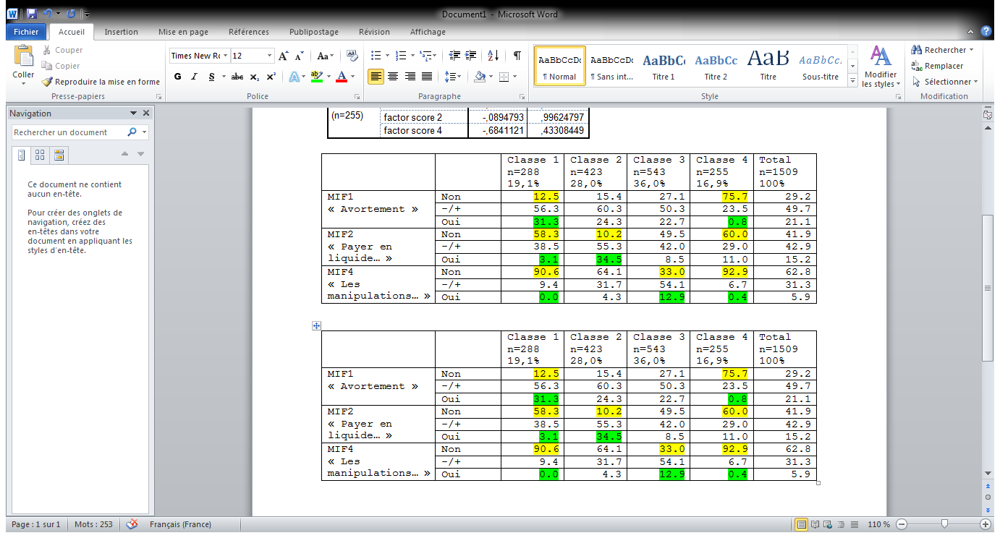 Document1 - Microsoft Word
Fichier Accueil Insertion Mise en page Références Publipostage Révision Affichage
Coller
Couper
Copier
Reproduire la mise en forme
Presse-papiers
Times New Ro 12
G I S abc x₂ x²
Police
Paragraphe
AaBbCcDc AaBbCcDc AaBbC AaBbCc AaB AaBbCc.
¶ Normal ¶ Sans int... Titre 1 Titre 2 Titre Sous-titre
Modifier les styles
Style
Rechercher
Remplacer
Sélectionner
Modification
Navigation
Rechercher un document
Ce document ne contient
aucun en-tête.
Pour créer des onglets de
navigation, créez des
en-têtes dans votre
document en appliquant les
styles d'en-tête.
(n=255) factor score 2 -,0894793 ,99624797
factor score 4 -,6841121 ,43308449
Classe 1 Classe 2 Classe 3 Classe 4 Total
n=288 n=423 n=543 n=255 n=1509
19,1% 28,0% 36,0% 16,9% 100%
MIF1 Non 12.5 15.4 27.1 75.7 29.2
« Avortement » -/+ 56.3 60.3 50.3 23.5 49.7
Oui 31.3 24.3 22.7 0.8 21.1
MIF2 Non 58.3 10.2 49.5 60.0 41.9
« Payer en -/+ 38.5 55.3 42.0 29.0 42.9
liquide… » Oui 3.1 34.5 8.5 11.0 15.2
MIF4 Non 90.6 64.1 33.0 92.9 62.8
« Les -/+ 9.4 31.7 54.1 6.7 31.3
manipulations… » Oui 0.0 4.3 12.9 0.4 5.9
Classe 1 Classe 2 Classe 3 Classe 4 Total
n=288 n=423 n=543 n=255 n=1509
19,1% 28,0% 36,0% 16,9% 100%
MIF1 Non 12.5 15.4 27.1 75.7 29.2
« Avortement » -/+ 56.3 60.3 50.3 23.5 49.7
Oui 31.3 24.3 22.7 0.8 21.1
MIF2 Non 58.3 10.2 49.5 60.0 41.9
« Payer en -/+ 38.5 55.3 42.0 29.0 42.9
liquide… » Oui 3.1 34.5 8.5 11.0 15.2
MIF4 Non 90.6 64.1 33.0 92.9 62.8
« Les -/+ 9.4 31.7 54.1 6.7 31.3
manipulations… » Oui 0.0 4.3 12.9 0.4 5.9
Page : 1 sur 1 Mots : 253 Français (France) 110 %